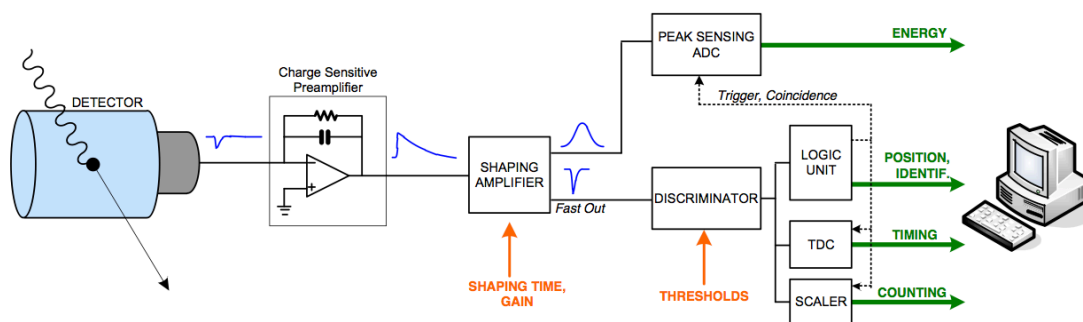 DETECTOR
Charge Sensitive
Preamplifier
−
+
SHAPING
AMPLIFIER
Fast Out
SHAPING TIME,
GAIN
PEAK SENSING
ADC
Trigger, Coincidence
DISCRIMINATOR
THRESHOLDS
LOGIC
UNIT
TDC
SCALER
ENERGY
POSITION,
IDENTIF.
TIMING
COUNTING